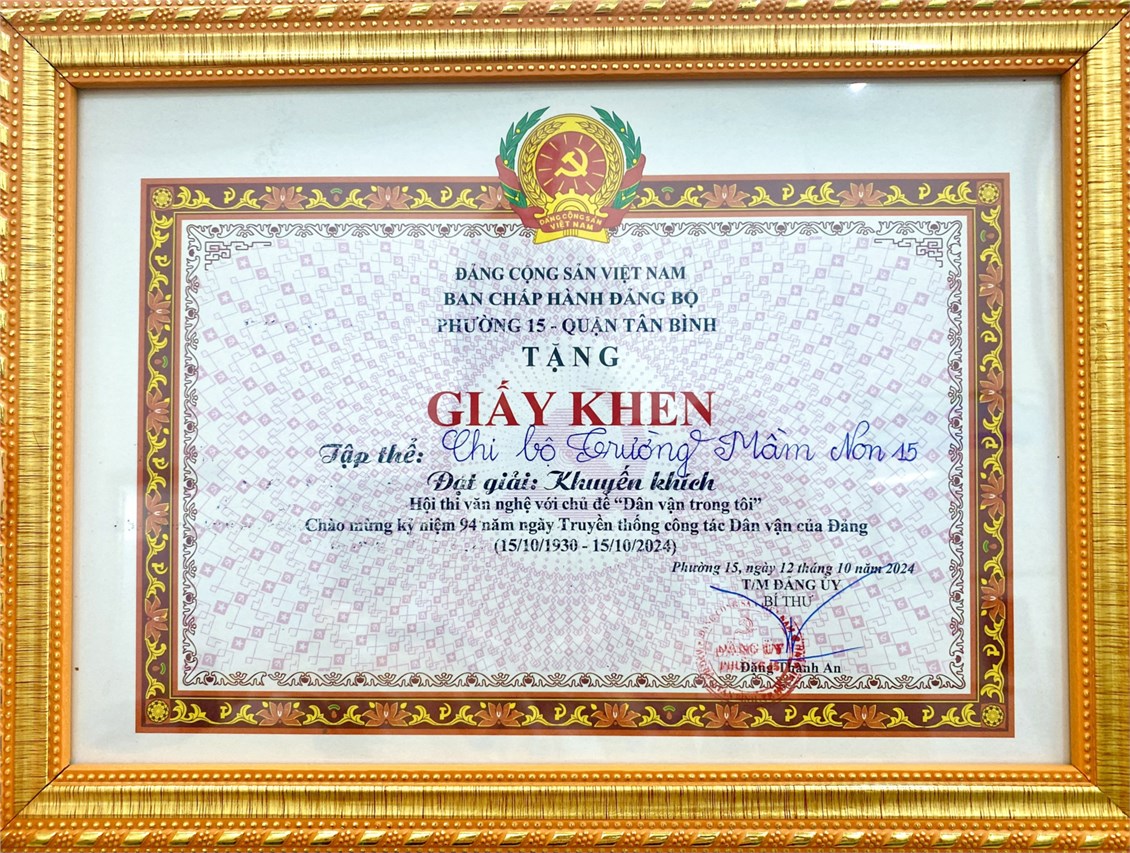 ĐẢNG CỘNG SẢN
VIỆT NAM
ĐẢNG CỘNG SẢN VIỆT NAM
BAN CHẤP HÀNH ĐẢNG BỘ
PHƯỜNG 15 - QUẬN TÂN BÌNH
TẶNG
GIẤY KHEN
Tập thể: Chi bộ Trường Mầm Non 15
Đạt giải: Khuyến khích
Hội thi văn nghệ với chủ đề “Dân vận trong tôi”
Chào mừng kỷ niệm 94 năm ngày Truyền thống công tác Dân vận của Đảng
(15/10/1930 - 15/10/2024)
Phường 15, ngày 12 tháng 10 năm 2024
T/M ĐẢNG ỦY
BÍ THƯ
Đặng Thành An